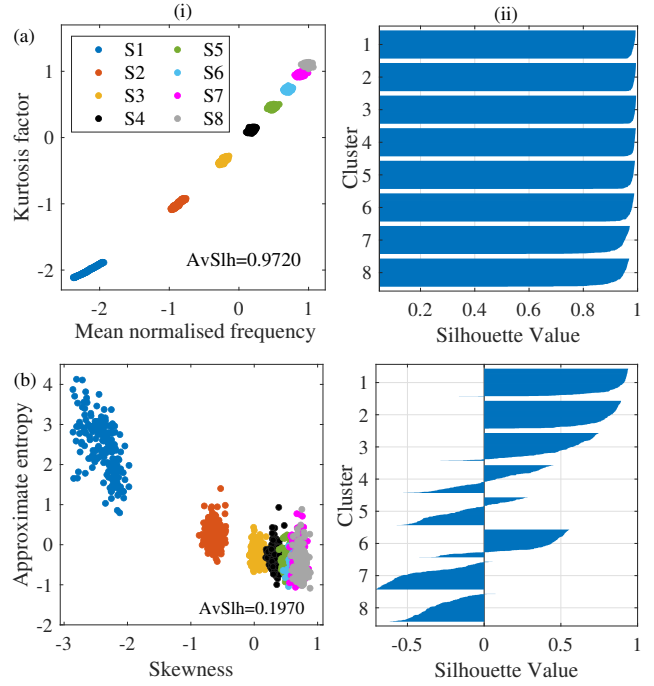 (i)
(ii)
(a)
Kurtosis factor
1
0
-1
-2
S1 S5
S2 S6
S3 S7
S4 S8
AvSlh=0.9720
-2 -1 0 1
Mean normalised frequency
Cluster
1
2
3
4
5
6
7
8
0.2 0.4 0.6 0.8 1
Silhouette Value
(b)
Approximate entropy
4
3
2
1
0
-1
-2
AvSlh=0.1970
-3 -2 -1 0 1
Skewness
Cluster
1
2
3
4
5
6
7
8
-0.5 0 0.5 1
Silhouette Value